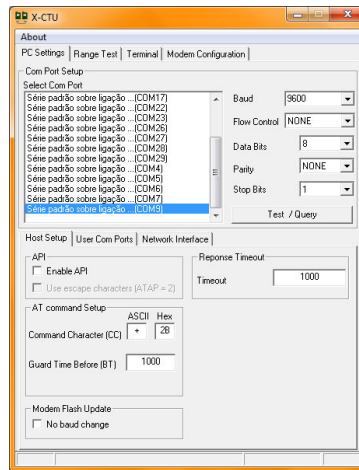 X-CTU
About
PC Settings Range Test Terminal Modem Configuration
Com Port Setup
Select Com Port
Série padrão sobre ligação ...(COM17)
Série padrão sobre ligação ...(COM22)
Série padrão sobre ligação ...(COM23)
Série padrão sobre ligação ...(COM26)
Série padrão sobre ligação ...(COM27)
Série padrão sobre ligação ...(COM28)
Série padrão sobre ligação ...(COM29)
Série padrão sobre ligação ...(COM4)
Série padrão sobre ligação ...(COM5)
Série padrão sobre ligação ...(COM6)
Série padrão sobre ligação ...(COM7)
Série padrão sobre ligação ...(COM9)
Baud 9600
Flow Control NONE
Data Bits 8
Parity NONE
Stop Bits 1
Test / Query
Host Setup User Com Ports Network Interface
API
Enable API
Use escape characters (ATAP = 2)
Reponse Timeout
Timeout 1000
AT command Setup
ASCII Hex
Command Character (CC) + 2B
Guard Time Before (BT) 1000
Modem Flash Update
No baud change